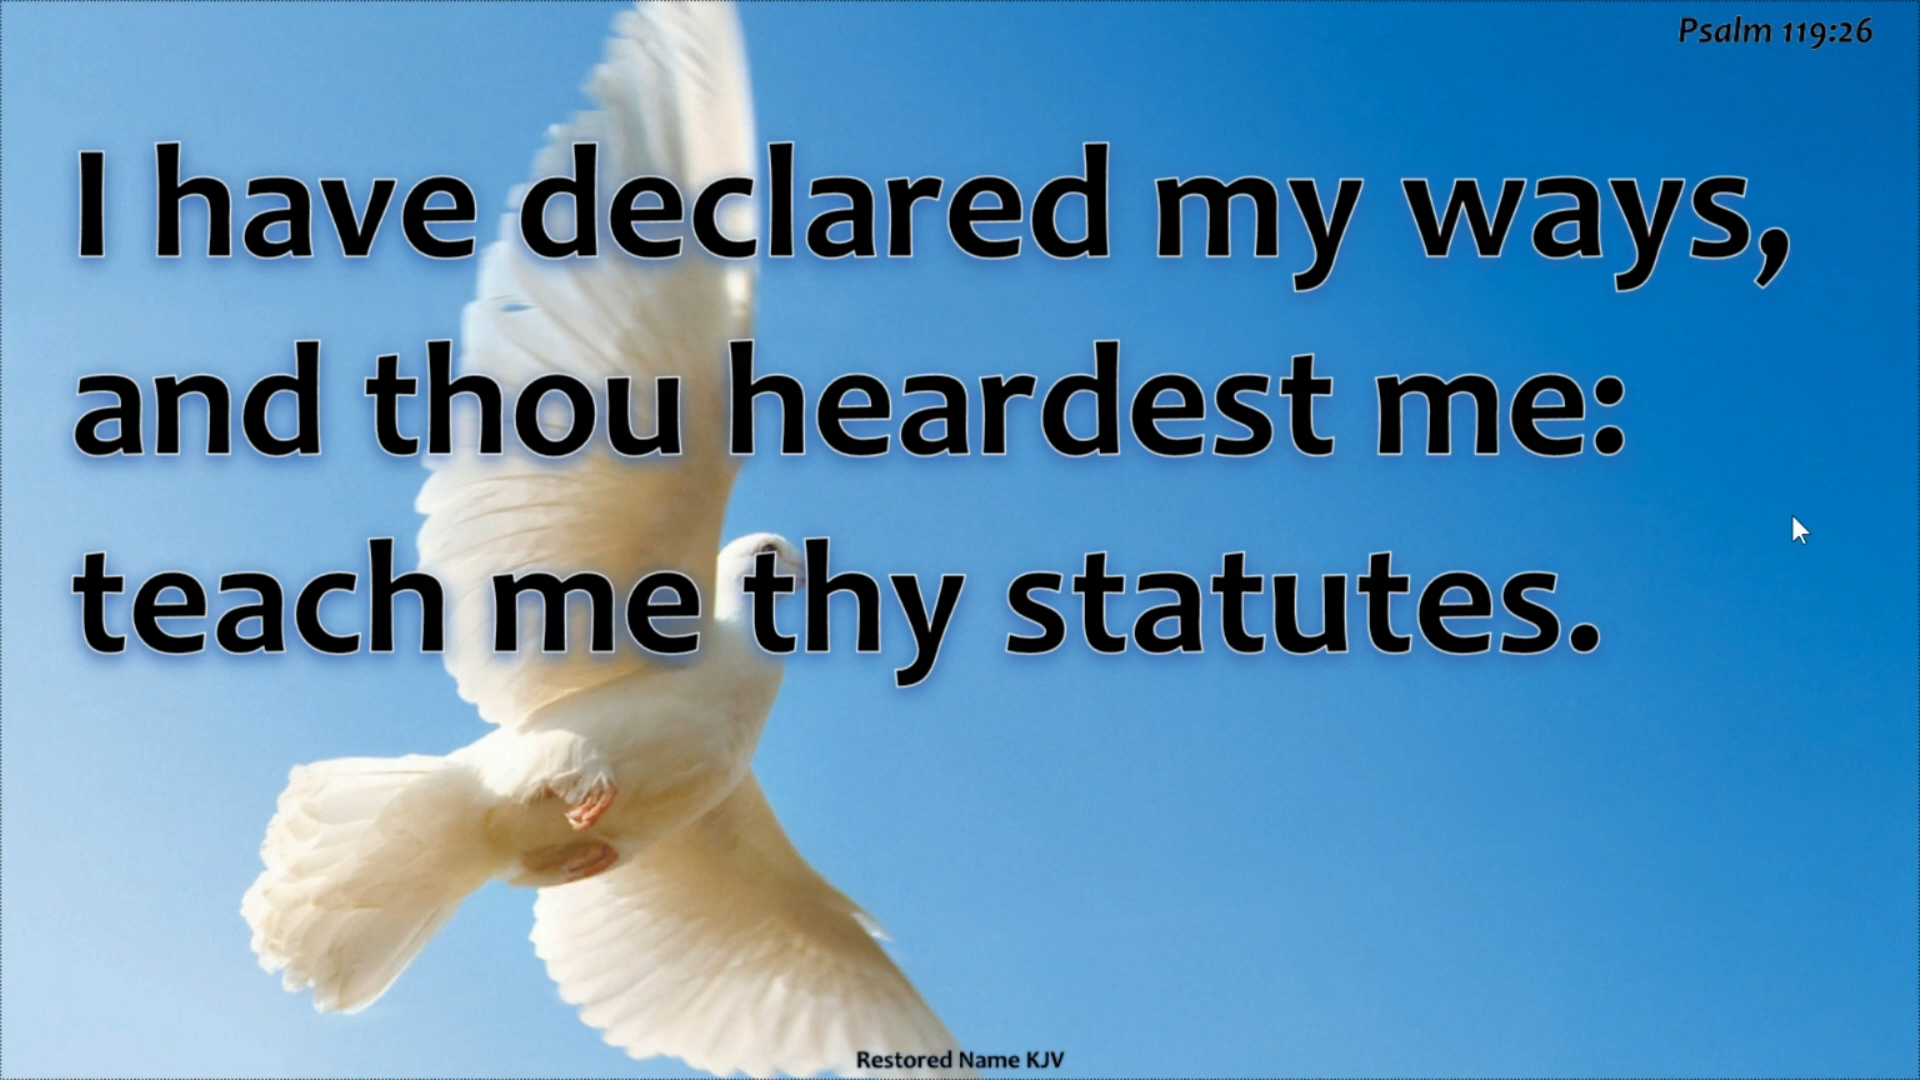 Psalm 119:26
I have declared my ways,
and thou heardest me:
teach me thy statutes.
Restored Name KJV